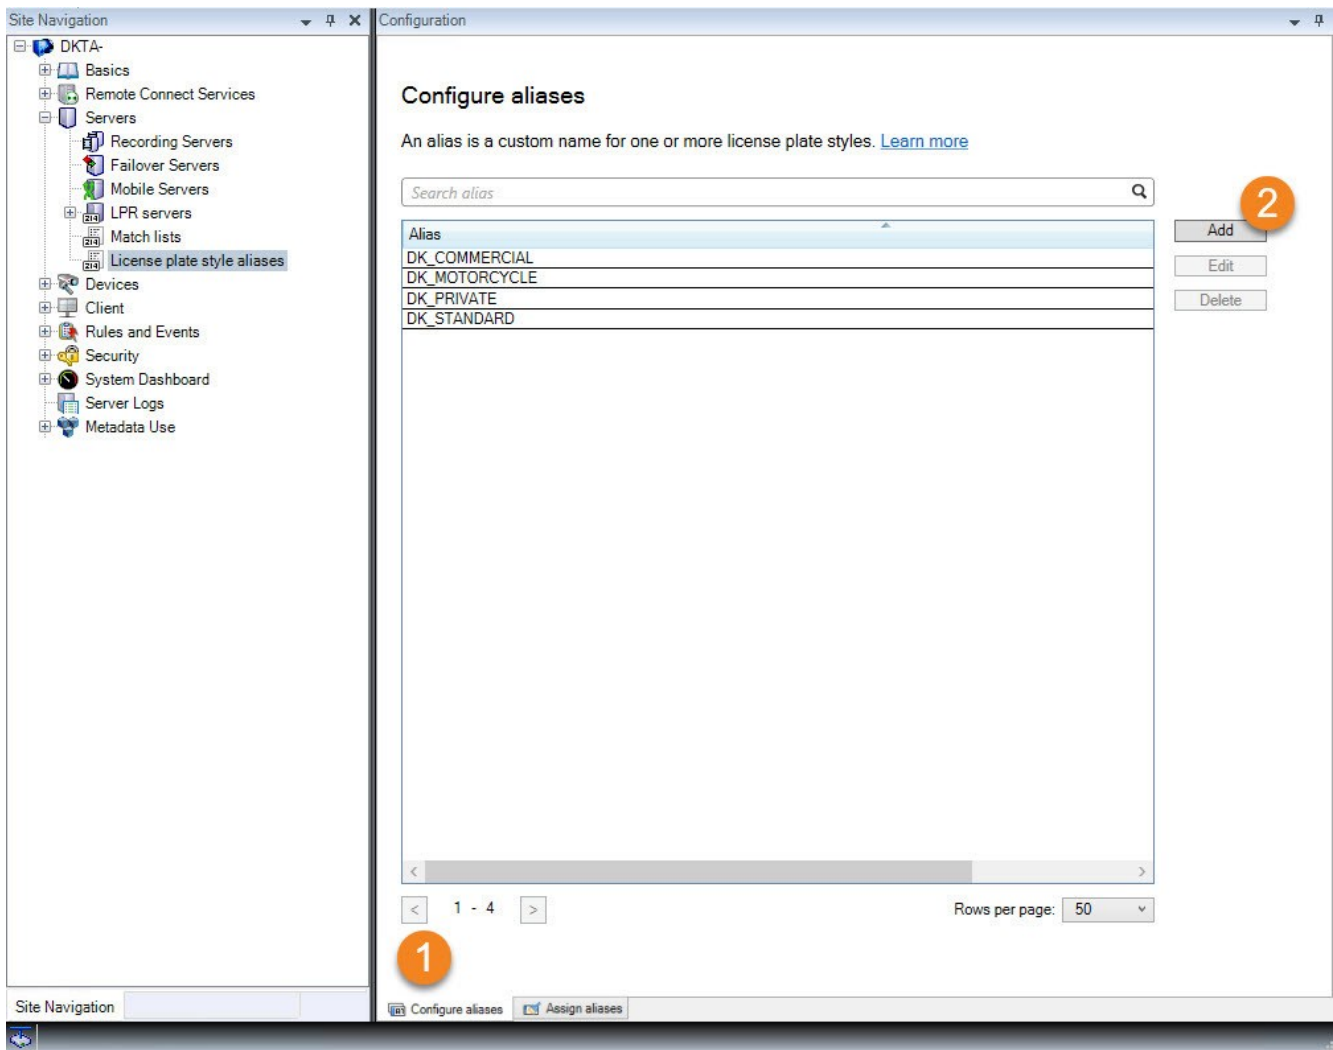 Site Navigation
DKTA-
Basics
Remote Connect Services
Servers
Recording Servers
Failover Servers
Mobile Servers
LPR servers
Match lists
License plate style aliases
Devices
Client
Rules and Events
Security
System Dashboard
Server Logs
Metadata Use
Site Navigation
Configuration
Configure aliases
An alias is a custom name for one or more license plate styles. Learn more
Search alias
Alias
DK_COMMERCIAL
DK_MOTORCYCLE
DK_PRIVATE
DK_STANDARD
2
Add
Edit
Delete
< 1 - 4 >
Rows per page: 50
1
Configure aliases Assign aliases